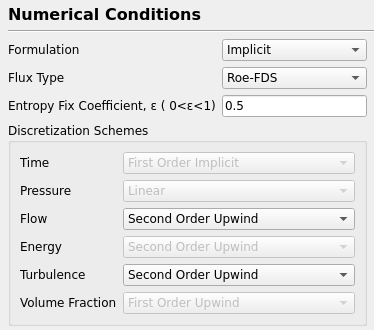 Numerical Conditions
Formulation Implicit
Flux Type Roe-FDS
Entropy Fix Coefficient, ε ( 0<ε<1) 0.5
Discretization Schemes
Time First Order Implicit
Pressure Linear
Flow Second Order Upwind
Energy Second Order Upwind
Turbulence Second Order Upwind
Volume Fraction First Order Upwind